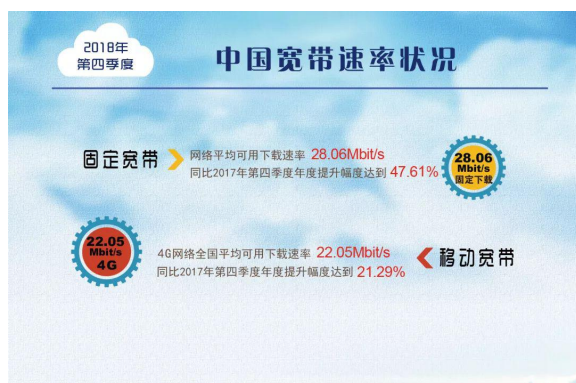 2018年
第四季度
中国宽带速率状况
固定宽带
网络平均可用下载速率 28.06Mbit/s
同比2017年第四季度年度提升幅度达到 47.61%
28.06
Mbit/s
固定下载
22.05
Mbit/s
4G
4G网络全国平均可用下载速率 22.05Mbit/s
同比2017年第四季度年度提升幅度达到 21.29%
移动宽带